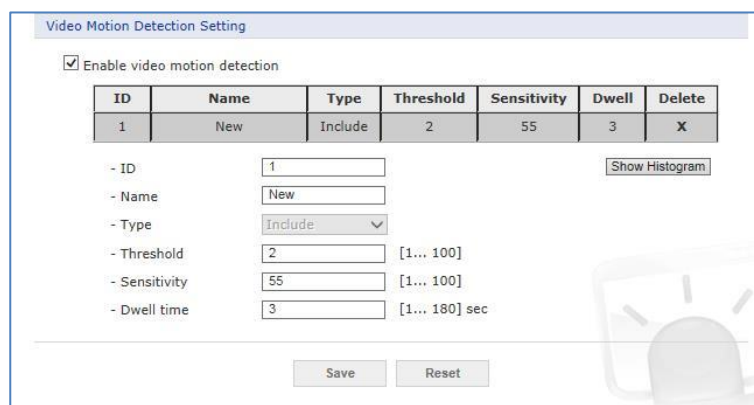 Video Motion Detection Setting
Enable video motion detection
ID Name Type Threshold Sensitivity Dwell Delete
1 New Include 2 55 3 X
- ID 1 Show Histogram
- Name New
- Type Include
- Threshold 2 [1... 100]
- Sensitivity 55 [1... 100]
- Dwell time 3 [1... 180] sec
Save Reset